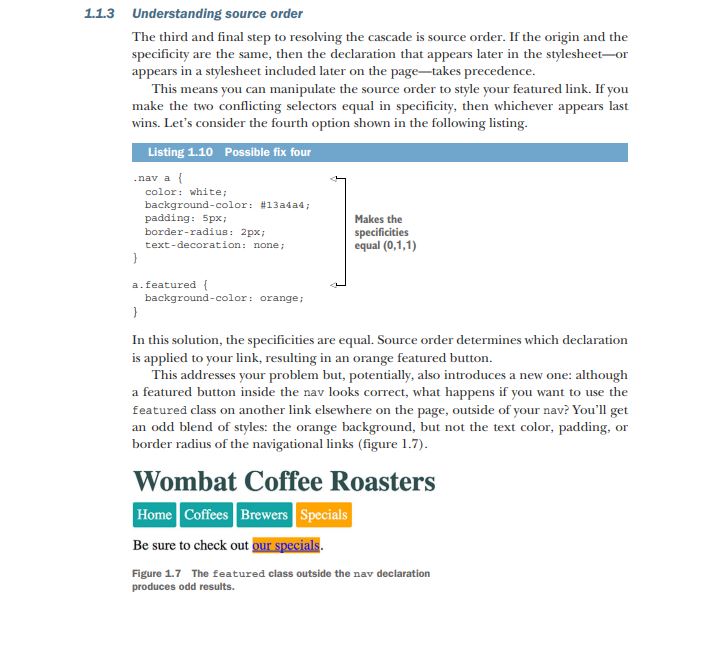 1.1.3 Understanding source order
The third and final step to resolving the cascade is source order. If the origin and the
specificity are the same, then the declaration that appears later in the stylesheet—or
appears in a stylesheet included later on the page—takes precedence.
This means you can manipulate the source order to style your featured link. If you
make the two conflicting selectors equal in specificity, then whichever appears last
wins. Let's consider the fourth option shown in the following listing.
Listing 1.10 Possible fix four
.nav a {
color: white;
background-color: #13a4a4;
padding: 5px;
border-radius: 2px;
text-decoration: none;
}
Makes the
specificities
equal (0,1,1)
a.featured {
background-color: orange;
}
In this solution, the specificities are equal. Source order determines which declaration
is applied to your link, resulting in an orange featured button.
This addresses your problem but, potentially, also introduces a new one: although
a featured button inside the nav looks correct, what happens if you want to use the
featured class on another link elsewhere on the page, outside of your nav? You'll get
an odd blend of styles: the orange background, but not the text color, padding, or
border radius of the navigational links (figure 1.7).
Wombat Coffee Roasters
Home Coffees Brewers Specials
Be sure to check out our specials.
Figure 1.7 The featured class outside the nav declaration
produces odd results.